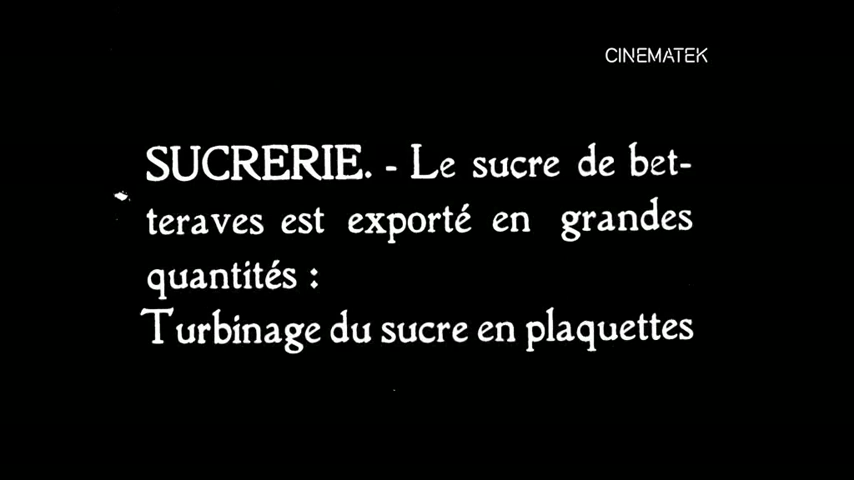 CINEMATEK
SUCRERIE. - Le sucre de bet-
teraves est exporté en grandes
quantités :
Turbinage du sucre en plaquettes